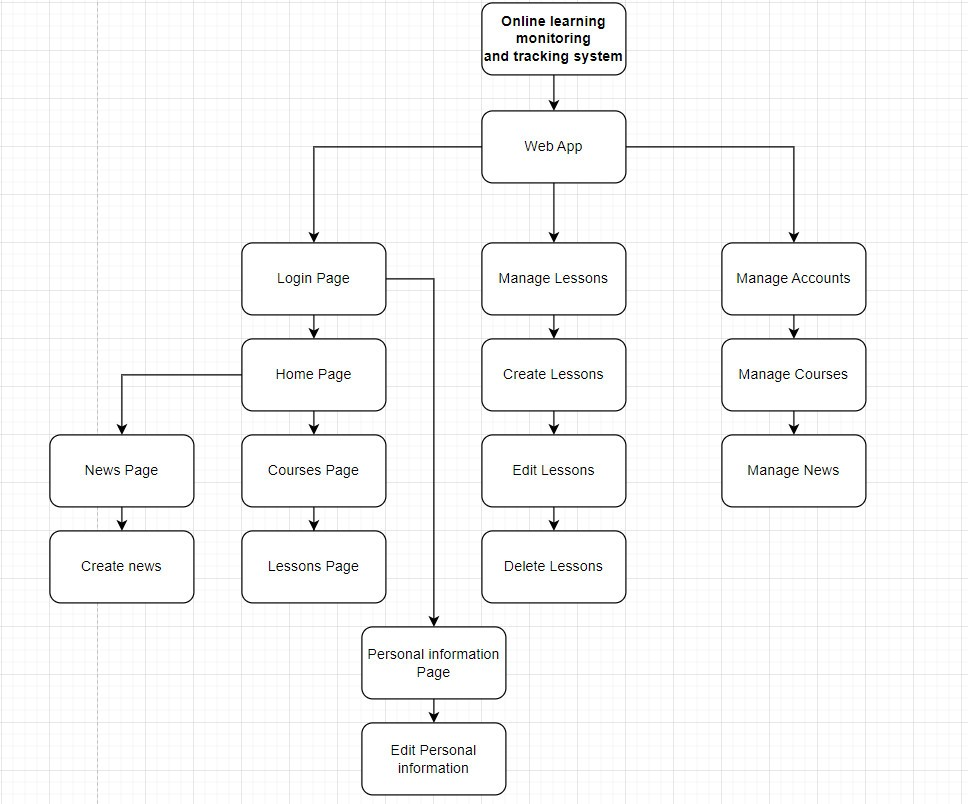 Online learning
monitoring
and tracking system
Web App
Login Page
Manage Lessons
Manage Accounts
Home Page
Create Lessons
Manage Courses
News Page
Courses Page
Edit Lessons
Manage News
Create news
Lessons Page
Delete Lessons
Personal information
Page
Edit Personal
information